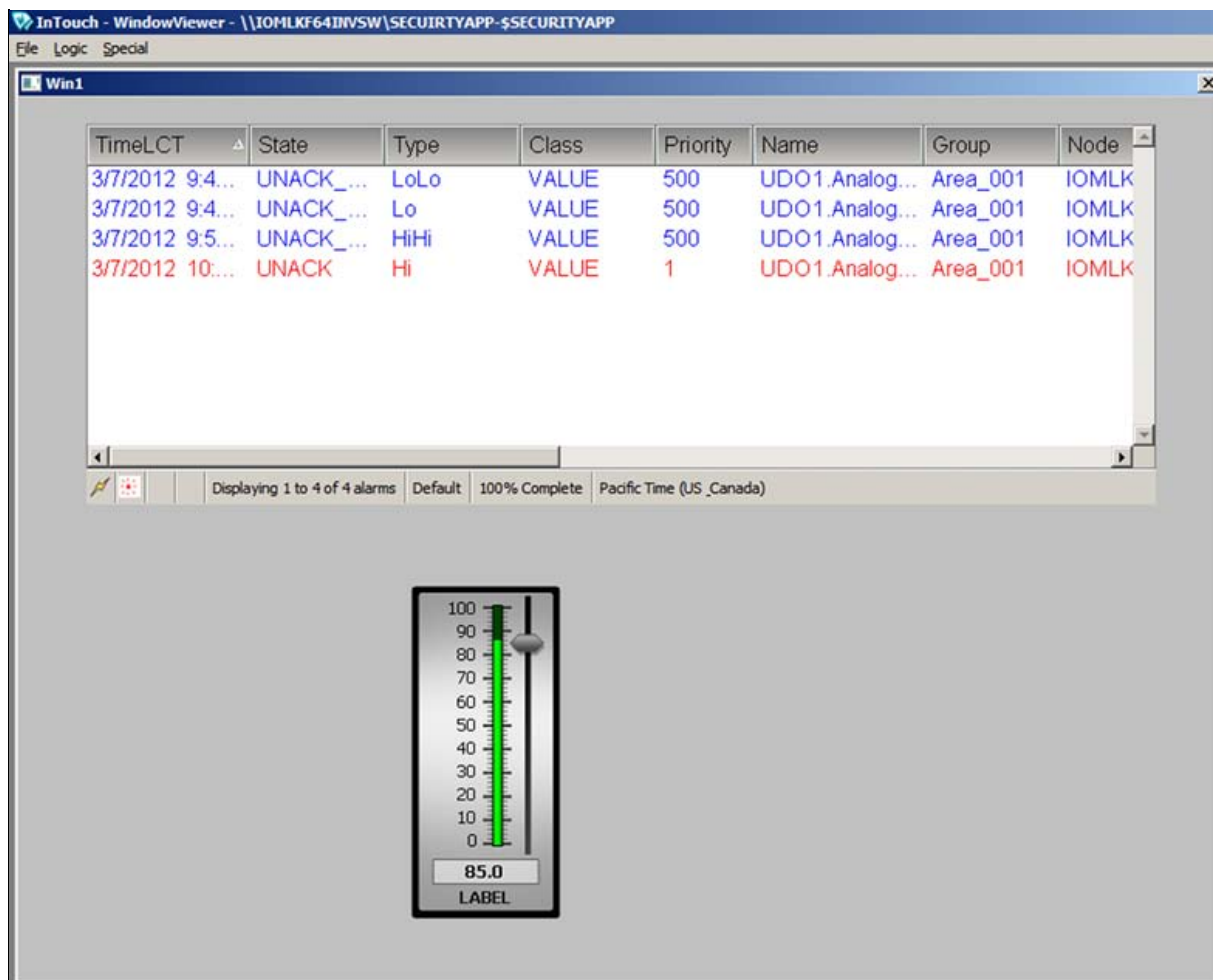 InTouch - WindowViewer - \\IOMLKF64INVSW\SECUIRTYAPP-$SECURITYAPP
File Logic Special
Win1
TimeLCT State Type Class Priority Name Group Node
3/7/2012 9:4... UNACK_... LoLo VALUE 500 UDO1.Analog... Area_001 IOMLK
3/7/2012 9:4... UNACK_... Lo VALUE 500 UDO1.Analog... Area_001 IOMLK
3/7/2012 9:5... UNACK_... HiHi VALUE 500 UDO1.Analog... Area_001 IOMLK
3/7/2012 10:... UNACK Hi VALUE 1 UDO1.Analog... Area_001 IOMLK
Displaying 1 to 4 of 4 alarms Default 100% Complete Pacific Time (US _Canada)
100
90
80
70
60
50
40
30
20
10
0
85.0
LABEL